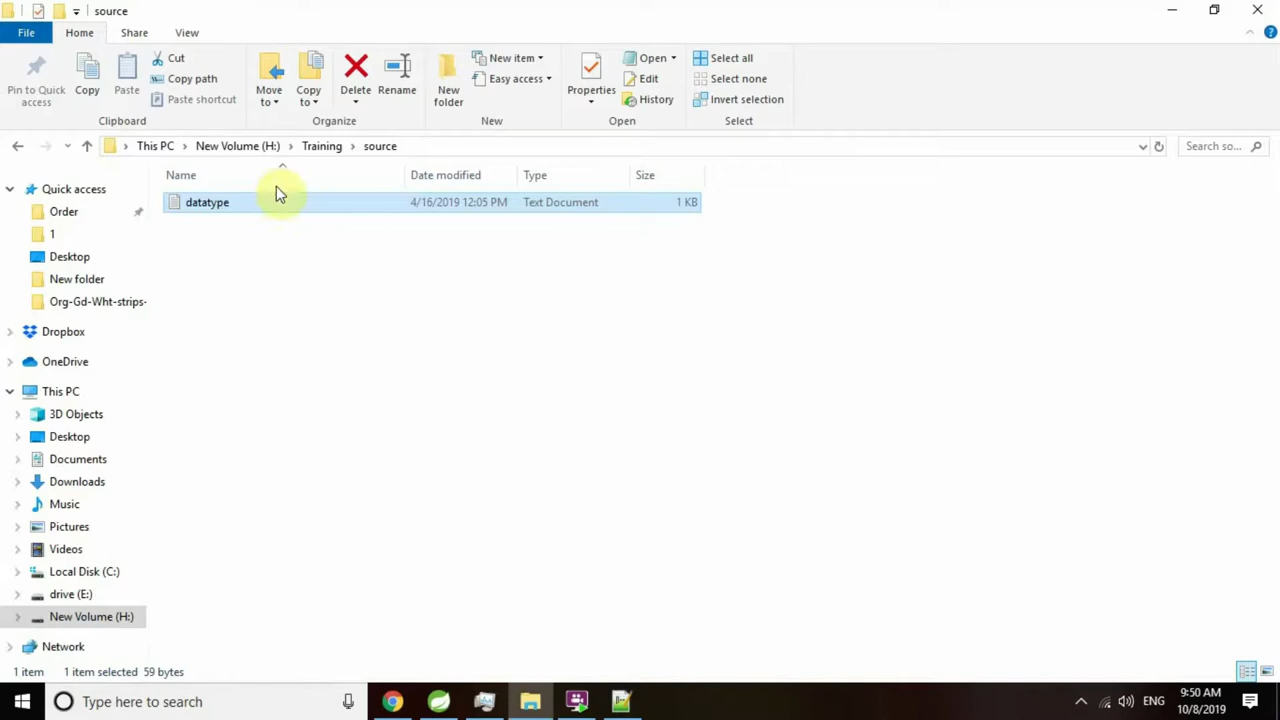 source
File Home Share View
Pin to Quick access
Copy
Paste
Cut
Copy path
Paste shortcut
Clipboard
Move to
Copy to
Delete
Rename
Organize
New folder
New item
Easy access
New
Properties
Open
Edit
History
Open
Select all
Select none
Invert selection
Select
This PC New Volume (H:) Training source
Search so...
Name Date modified Type Size
datatype 4/16/2019 12:05 PM Text Document 1 KB
Quick access
Order
1
Desktop
New folder
Org-Gd-Wht-strips-
Dropbox
OneDrive
This PC
3D Objects
Desktop
Documents
Downloads
Music
Pictures
Videos
Local Disk (C:)
drive (E:)
New Volume (H:)
Network
1 item 1 item selected 59 bytes
Type here to search
ENG
9:50 AM
10/8/2019